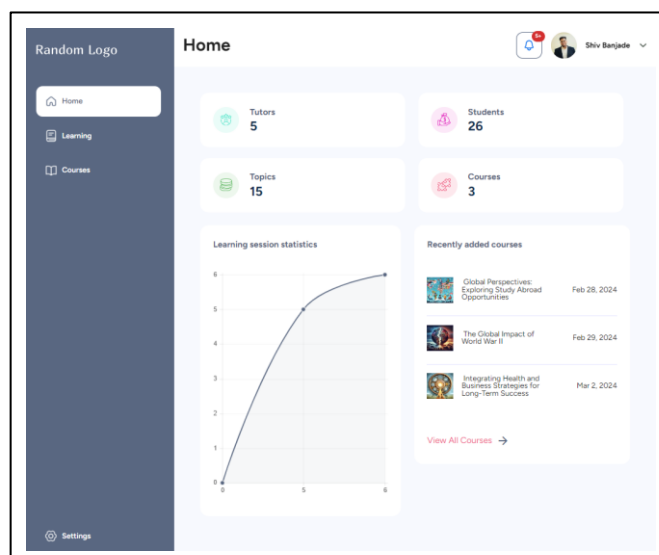 Random Logo
Home
9+
Shiv Banjade
Home
Learning
Courses
Settings
Tutors
5
Students
26
Topics
15
Courses
3
Learning session statistics
6
5
4
3
2
1
0
0
5
6
Recently added courses
Global Perspectives:
Exploring Study Abroad
Opportunities
Feb 28, 2024
The Global Impact of
World War II
Feb 29, 2024
Integrating Health and
Business Strategies for
Long-Term Success
Mar 2, 2024
View All Courses →